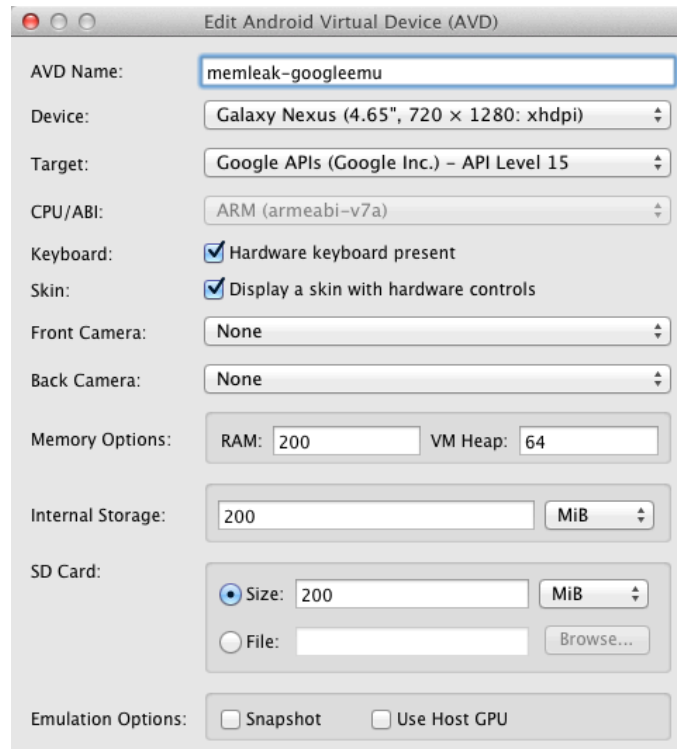 Edit Android Virtual Device (AVD)
AVD Name: memleak-googleemu
Device: Galaxy Nexus (4.65", 720 × 1280: xhdpi)
Target: Google APIs (Google Inc.) – API Level 15
CPU/ABI: ARM (armeabi-v7a)
Keyboard: Hardware keyboard present
Skin: Display a skin with hardware controls
Front Camera: None
Back Camera: None
Memory Options: RAM: 200 VM Heap: 64
Internal Storage: 200 MiB
SD Card:
Size: 200 MiB
File: Browse...
Emulation Options: Snapshot Use Host GPU